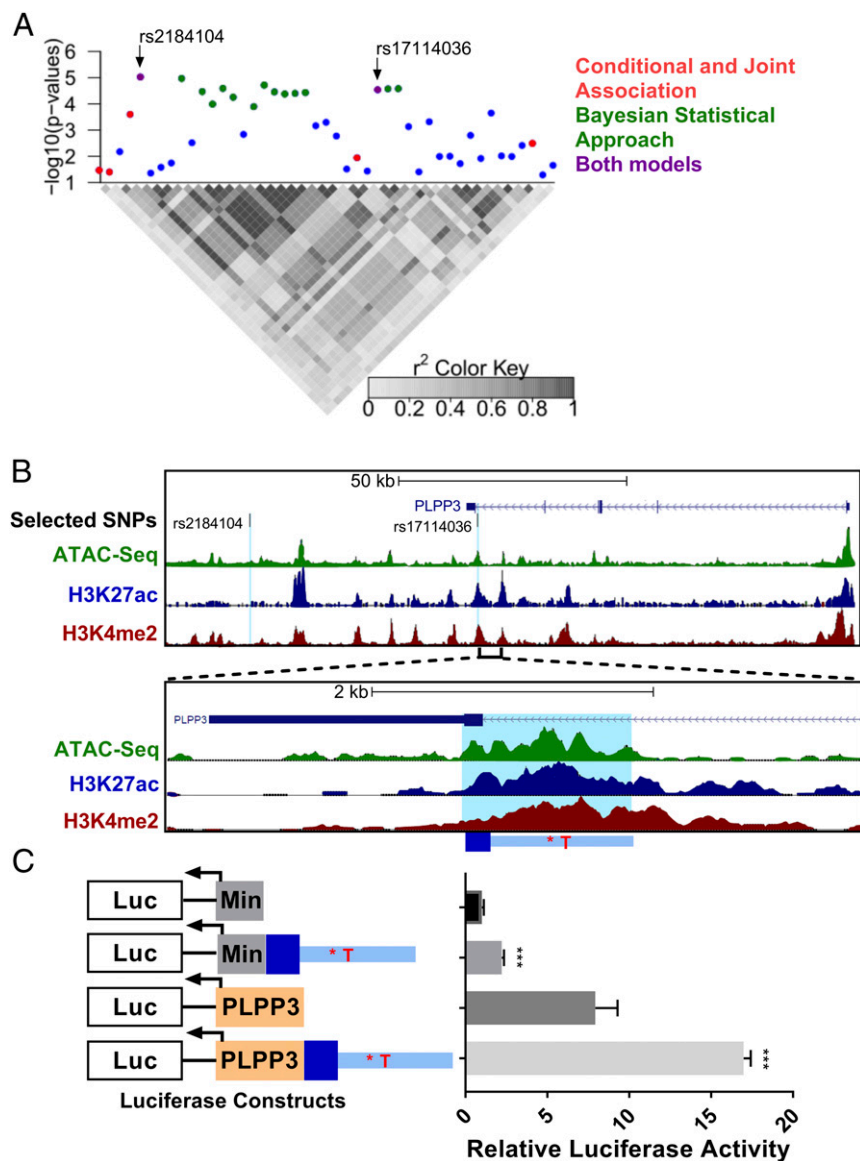 A
rs2184104
rs17114036
−log10(p−values)
6
5
4
3
2
1
Conditional and Joint
Association
Bayesian Statistical
Approach
Both models
r² Color Key
0 0.2 0.4 0.6 0.8 1
B
50 kb
PLPP3
Selected SNPs
rs2184104
rs17114036
ATAC-Seq
H3K27ac
H3K4me2
2 kb
PLPP3
ATAC-Seq
H3K27ac
H3K4me2
* T
C
Luc Min
Luc Min * T
***
Luc PLPP3
Luc PLPP3 * T
***
Luciferase Constructs
0 5 10 15 20
Relative Luciferase Activity